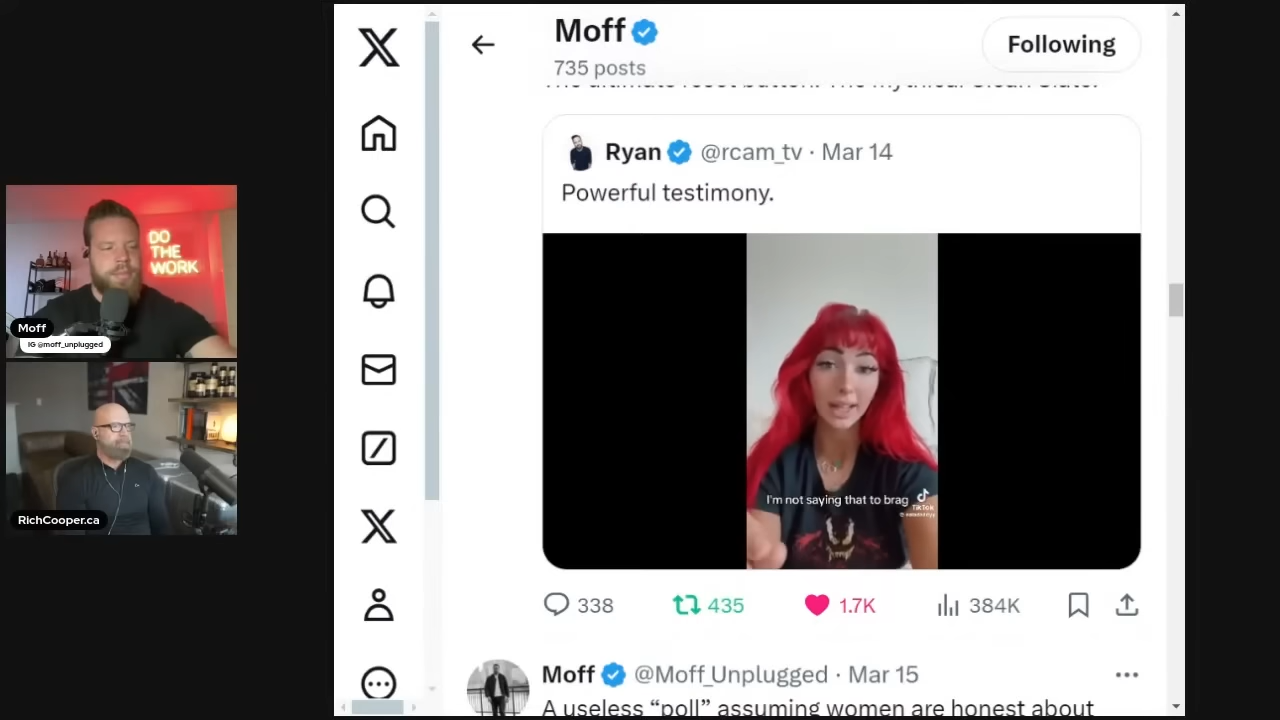 Moff
735 posts
Following
Ryan @rcam_tv · Mar 14
Powerful testimony.
DO
THE
WORK
Moff
IG @moff_unplugged
RichCooper.ca
I'm not saying that to brag
TikTok
338
435
1.7K
384K
Moff @Moff_Unplugged · Mar 15
A useless “poll” assuming women are honest about